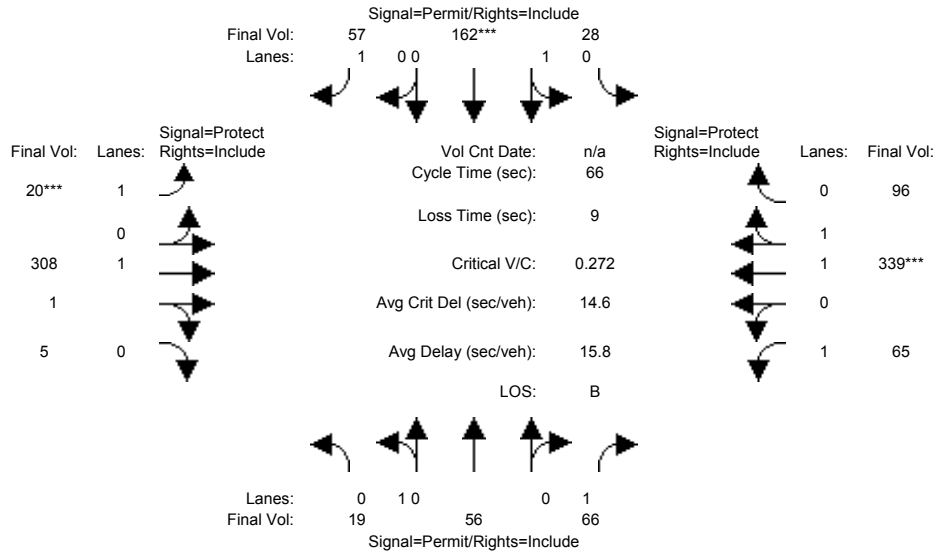 Signal=Permit/Rights=Include
Final Vol: 57 162*** 28
Lanes: 1 0 0 1 0
Signal=Protect Signal=Protect
Final Vol: Lanes: Rights=Include Vol Cnt Date: n/a Rights=Include Lanes: Final Vol:
Cycle Time (sec): 66
20*** 1 0 96
Loss Time (sec): 9
0 1
308 1 Critical V/C: 0.272 1 339***
1 Avg Crit Del (sec/veh): 14.6 0
5 0 Avg Delay (sec/veh): 15.8 1 65
LOS: B
Lanes: 0 1 0 0 1
Final Vol: 19 56 66
Signal=Permit/Rights=Include